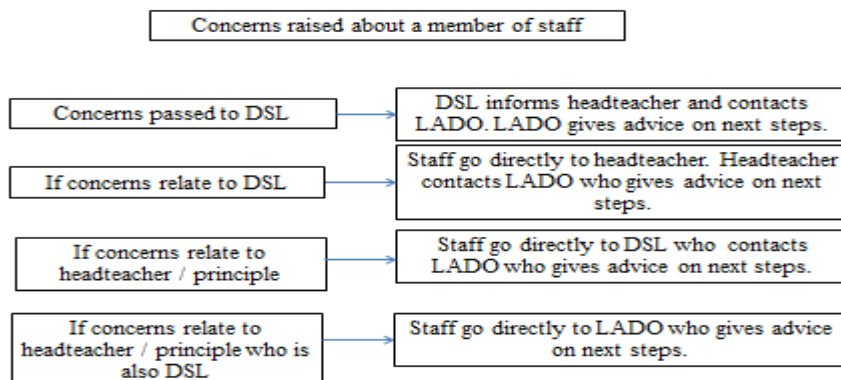 Concerns raised about a member of staff
Concerns passed to DSL
DSL informs headteacher and contacts
LADO. LADO gives advice on next steps.
If concerns relate to DSL
Staff go directly to headteacher. Headteacher
contacts LADO who gives advice on next
steps.
If concerns relate to
headteacher / principle
Staff go directly to DSL who contacts
LADO who gives advice on next steps.
If concerns relate to
headteacher / principle who is
also DSL
Staff go directly to LADO who gives advice
on next steps.